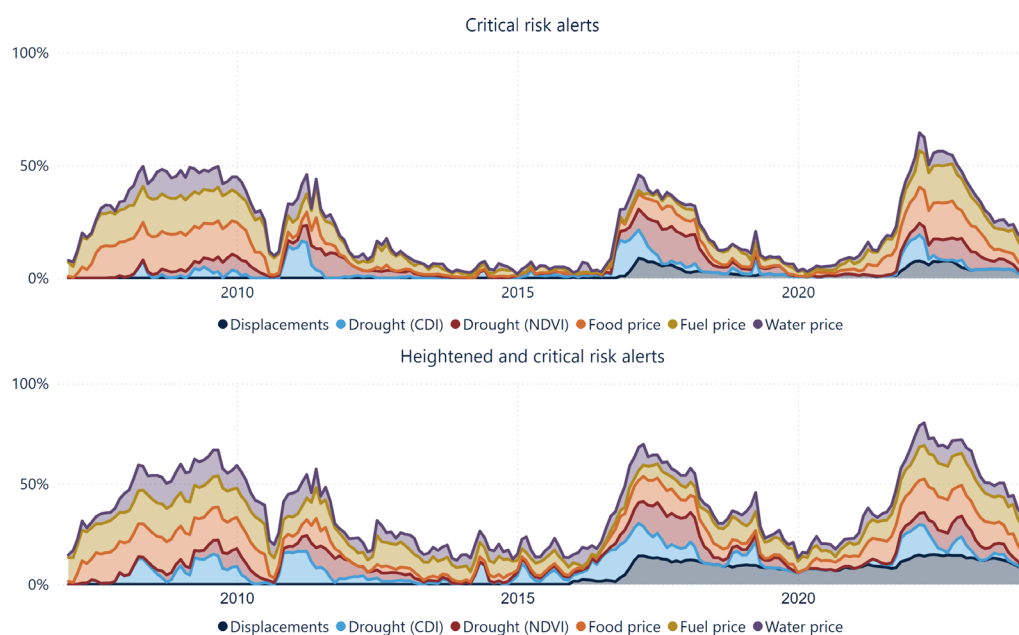 Critical risk alerts
100%
50%
0%
2010 2015 2020
Displacements Drought (CDI) Drought (NDVI) Food price Fuel price Water price
Heightened and critical risk alerts
100%
50%
0%
2010 2015 2020
Displacements Drought (CDI) Drought (NDVI) Food price Fuel price Water price